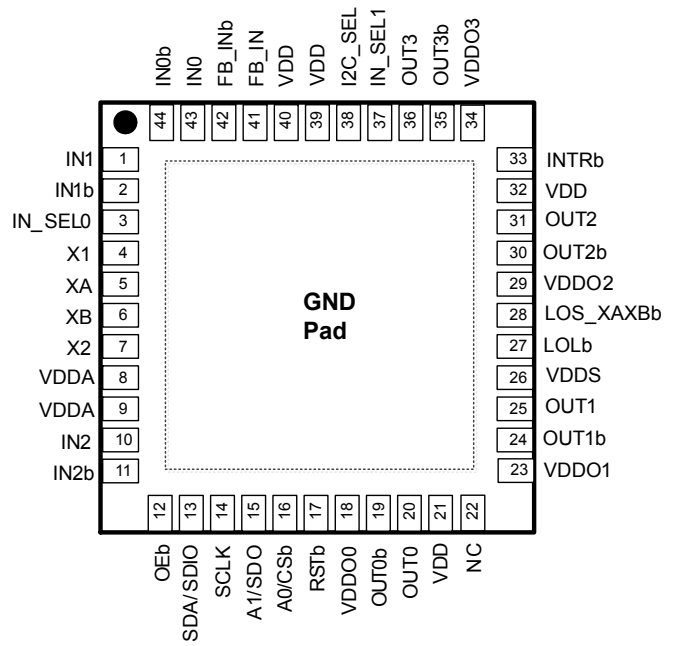 IN0b
IN0
FB_INb
FB_IN
VDD
VDD
I2C_SEL
IN_SEL1
OUT3
OUT3b
VDDO3
44
43
42
41
40
39
38
37
36
35
34
IN1 1
IN1b 2
IN_SEL0 3
X1 4
XA 5
XB 6
X2 7
VDDA 8
VDDA 9
IN2 10
IN2b 11
GND
Pad
33 INTRb
32 VDD
31 OUT2
30 OUT2b
29 VDDO2
28 LOS_XAXBb
27 LOLb
26 VDDS
25 OUT1
24 OUT1b
23 VDDO1
12
13
14
15
16
17
18
19
20
21
22
OEb
SDA/SDIO
SCLK
A1/SDO
A0/CSb
RSTb
VDDO0
OUT0b
OUT0
VDD
NC